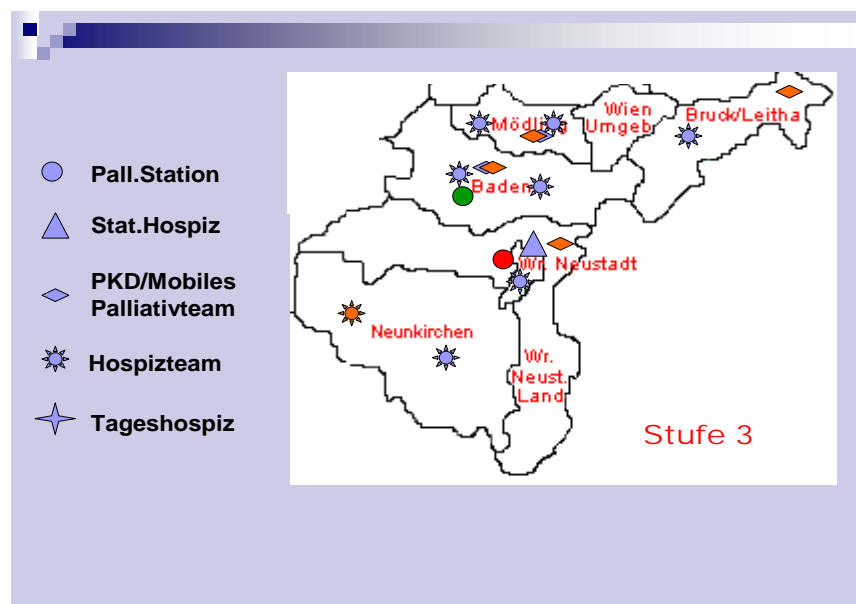 Pall.Station
Stat.Hospiz
PKD/Mobiles
Palliativteam
Hospizteam
Tageshospiz
Mödling
Wien
Umgeb
Bruck/Leitha
Baden
Wr. Neustadt
Neunkirchen
Wr.
Neust.
Land
Stufe 3